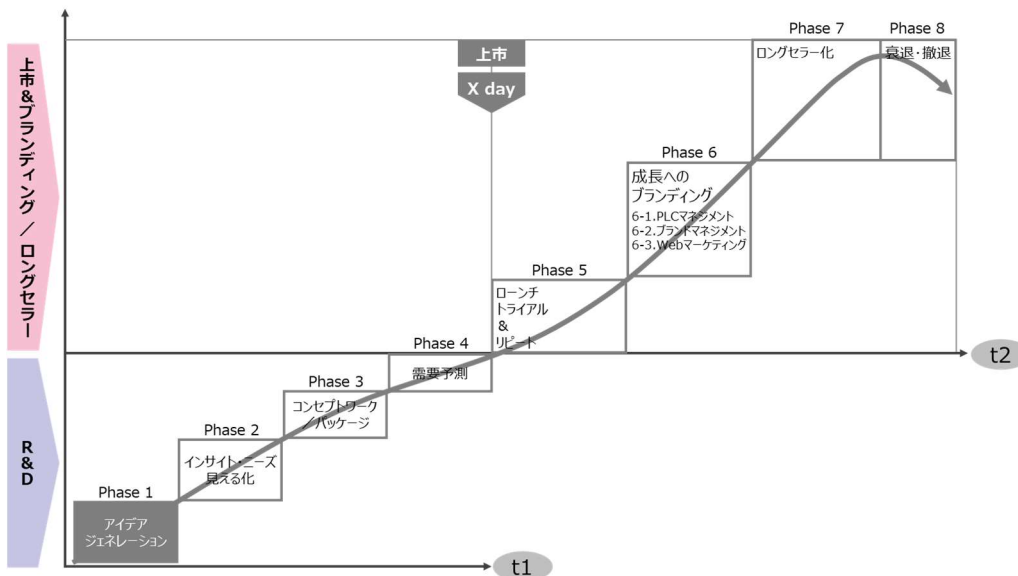 上市&ブランディング / ロングセラー
R&D
上市
X day
Phase 1
アイデア
ジェネレーション
Phase 2
インサイト・ニーズ
見える化
Phase 3
コンセプトワーク
/パッケージ
Phase 4
需要予測
Phase 5
ローンチ
トライアル
&
リピート
Phase 6
成長への
ブランディング
6-1.PLCマネジメント
6-2.ブランドマネジメント
6-3.Webマーケティング
Phase 7
ロングセラー化
Phase 8
衰退・撤退
t2
t1